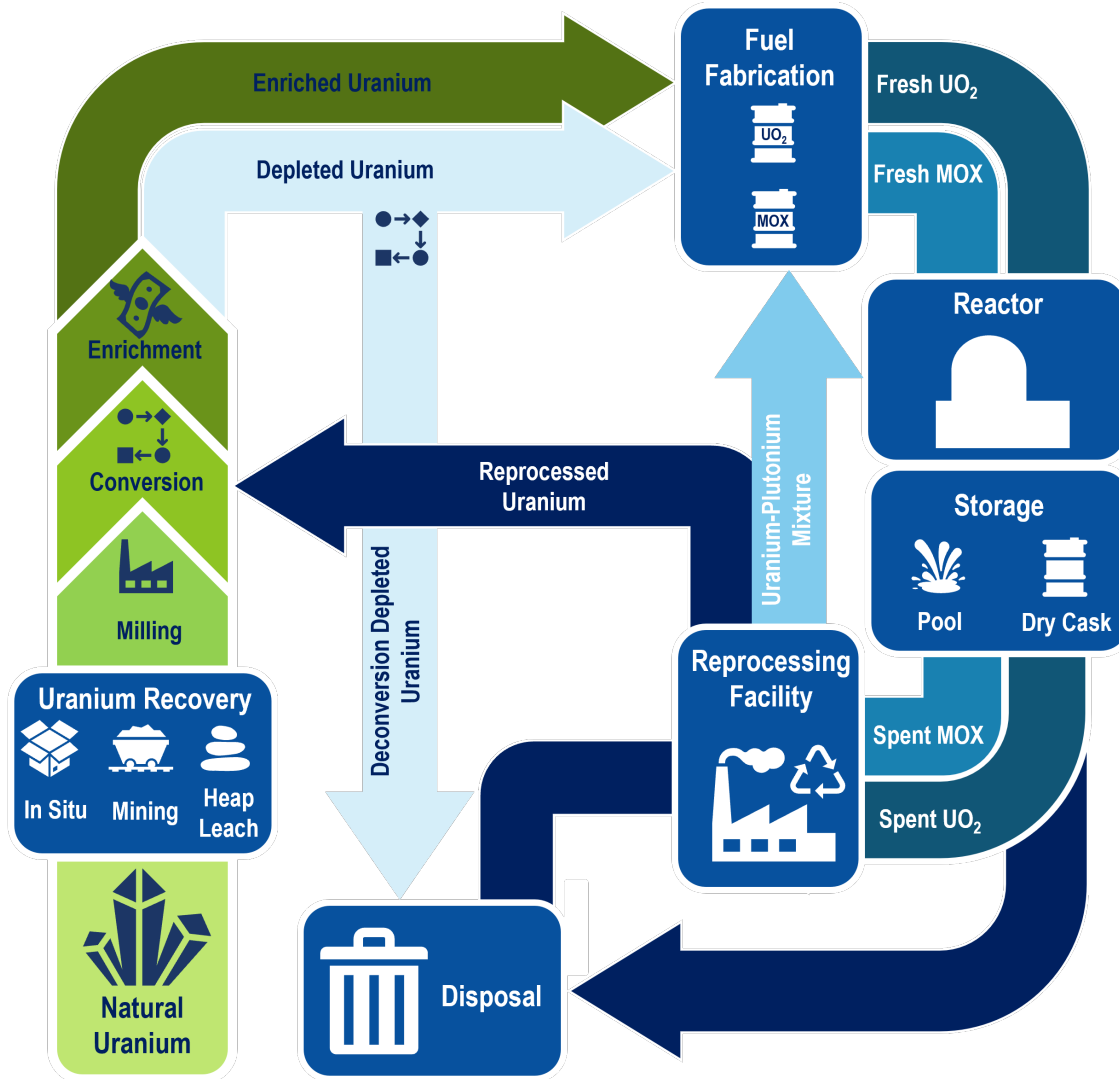 Fuel
Fabrication
UO₂
MOX
Enriched Uranium
Depleted Uranium
Fresh UO₂
Fresh MOX
Reactor
Enrichment
Conversion
Milling
Reprocessed
Uranium
Uranium-Plutonium
Mixture
Storage
Pool
Dry Cask
Deconversion Depleted
Uranium
Reprocessing
Facility
Spent MOX
Spent UO₂
Uranium Recovery
In Situ
Mining
Heap
Leach
Natural
Uranium
Disposal